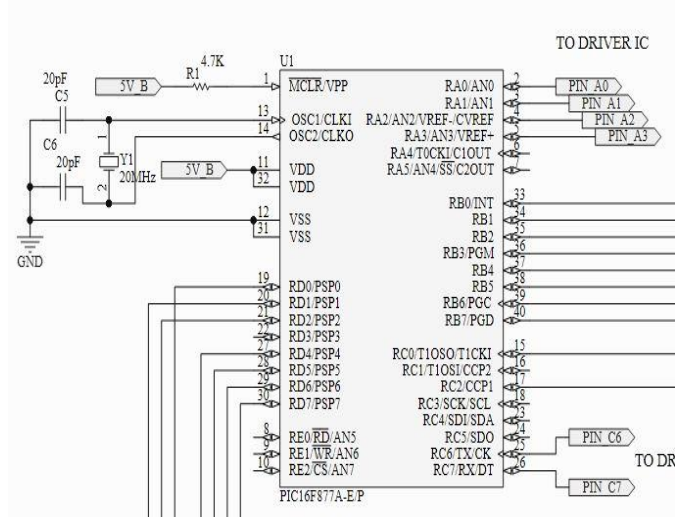 TO DRIVER IC
4.7K
R1
U1
20pF
C5
5V_B
1
MCLR/VPP
RA0/AN0
2
PIN_A0
RA1/AN1
3
PIN_A1
13
OSC1/CLKI
RA2/AN2/VREF-/CVREF
4
PIN_A2
14
OSC2/CLKO
RA3/AN3/VREF+
5
PIN_A3
C6
1
RA4/T0CKI/C1OUT
6
20pF
Y1
5V_B
11
VDD
RA5/AN4/SS/C2OUT
7
20MHz
2
32
VDD
RB0/INT
33
12
VSS
RB1
34
31
VSS
RB2
35
GND
RB3/PGM
36
RB4
37
19
RD0/PSP0
RB5
38
20
RD1/PSP1
RB6/PGC
39
21
RD2/PSP2
RB7/PGD
40
22
RD3/PSP3
27
RD4/PSP4
RC0/T1OSO/T1CKI
15
28
RD5/PSP5
RC1/T1OSI/CCP2
16
29
RD6/PSP6
RC2/CCP1
17
30
RD7/PSP7
RC3/SCK/SCL
18
RC4/SDI/SDA
23
8
RE0/RD/AN5
RC5/SDO
24
PIN_C6
9
RE1/WR/AN6
RC6/TX/CK
25
TO DR
10
RE2/CS/AN7
RC7/RX/DT
26
PIN_C7
PIC16F877A-E/P